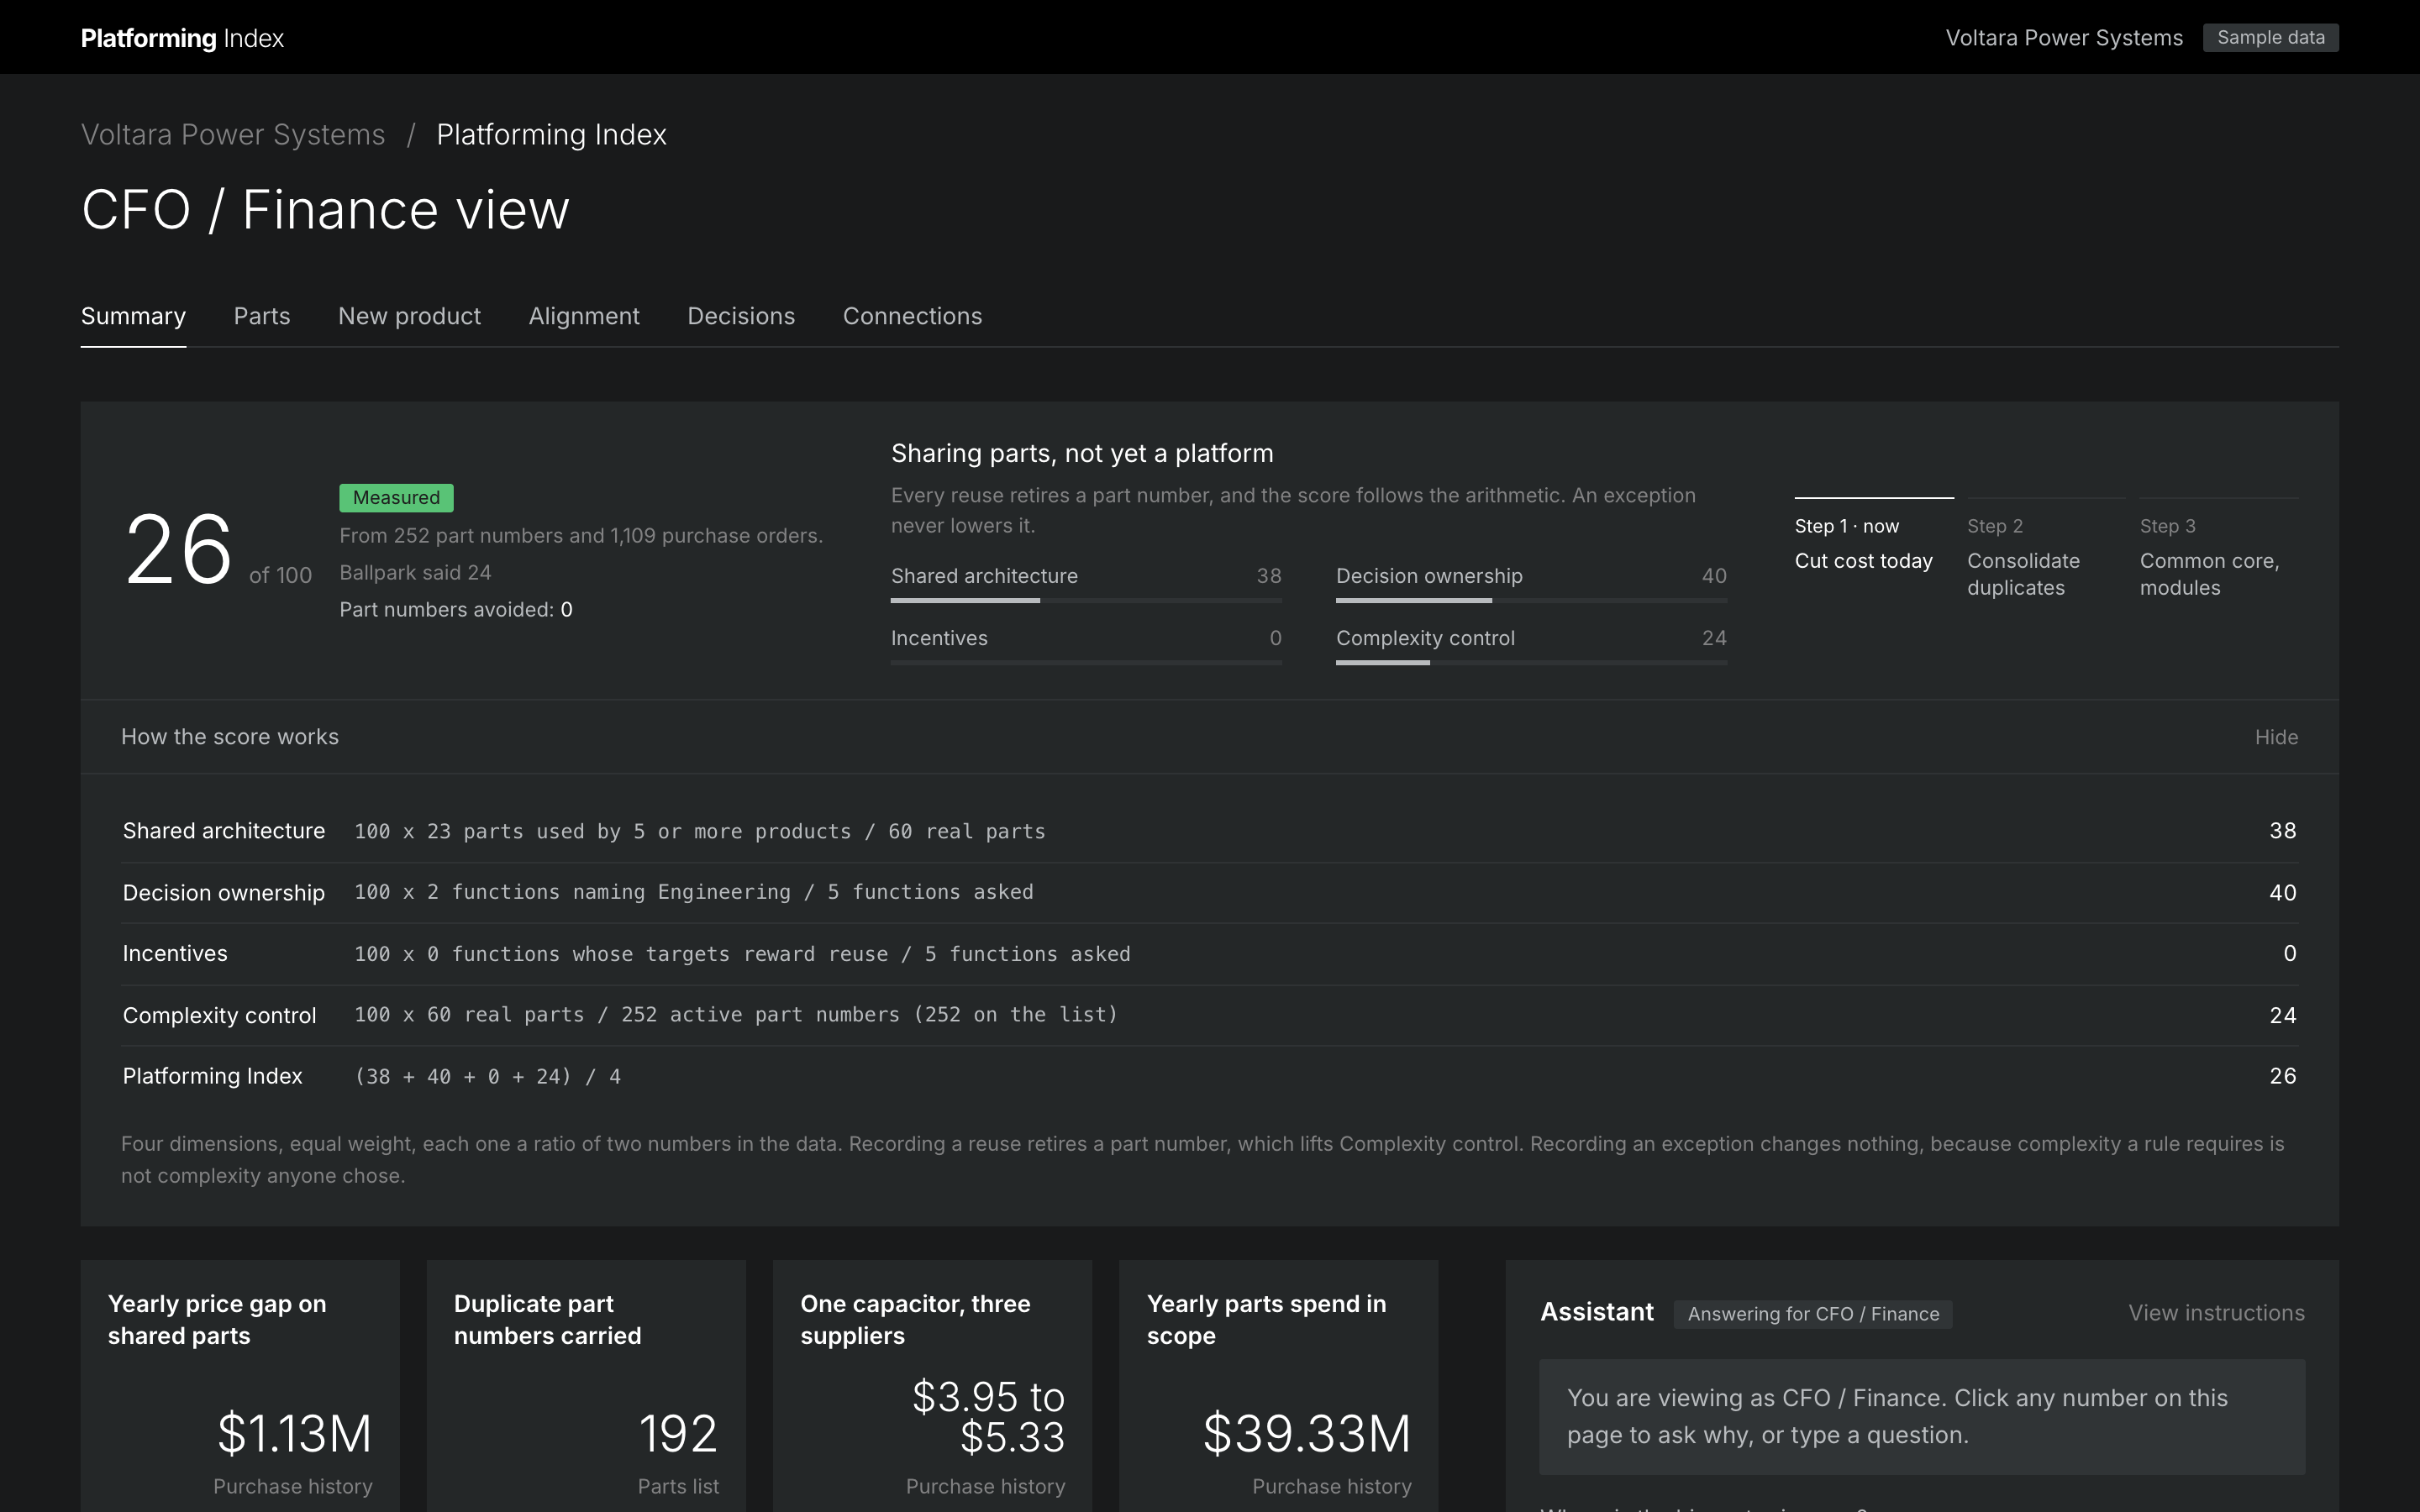 Platforming Index
Voltara Power Systems
Sample data
Voltara Power Systems / Platforming Index
CFO / Finance view
Summary
Parts
New product
Alignment
Decisions
Connections
26 of 100
Measured
From 252 part numbers and 1,109 purchase orders.
Ballpark said 24
Part numbers avoided: 0
Sharing parts, not yet a platform
Every reuse retires a part number, and the score follows the arithmetic. An exception
never lowers it.
Shared architecture 38
Decision ownership 40
Incentives 0
Complexity control 24
Step 1 · now
Cut cost today
Step 2
Consolidate
duplicates
Step 3
Common core,
modules
How the score works
Hide
Shared architecture 100 x 23 parts used by 5 or more products / 60 real parts 38
Decision ownership 100 x 2 functions naming Engineering / 5 functions asked 40
Incentives 100 x 0 functions whose targets reward reuse / 5 functions asked 0
Complexity control 100 x 60 real parts / 252 active part numbers (252 on the list) 24
Platforming Index (38 + 40 + 0 + 24) / 4 26
Four dimensions, equal weight, each one a ratio of two numbers in the data. Recording a reuse retires a part number, which lifts Complexity control. Recording an exception changes nothing, because complexity a rule requires is
not complexity anyone chose.
Yearly price gap on
shared parts
$1.13M
Purchase history
Duplicate part
numbers carried
192
Parts list
One capacitor, three
suppliers
$3.95 to
$5.33
Purchase history
Yearly parts spend in
scope
$39.33M
Purchase history
Assistant
Answering for CFO / Finance
View instructions
You are viewing as CFO / Finance. Click any number on this
page to ask why, or type a question.